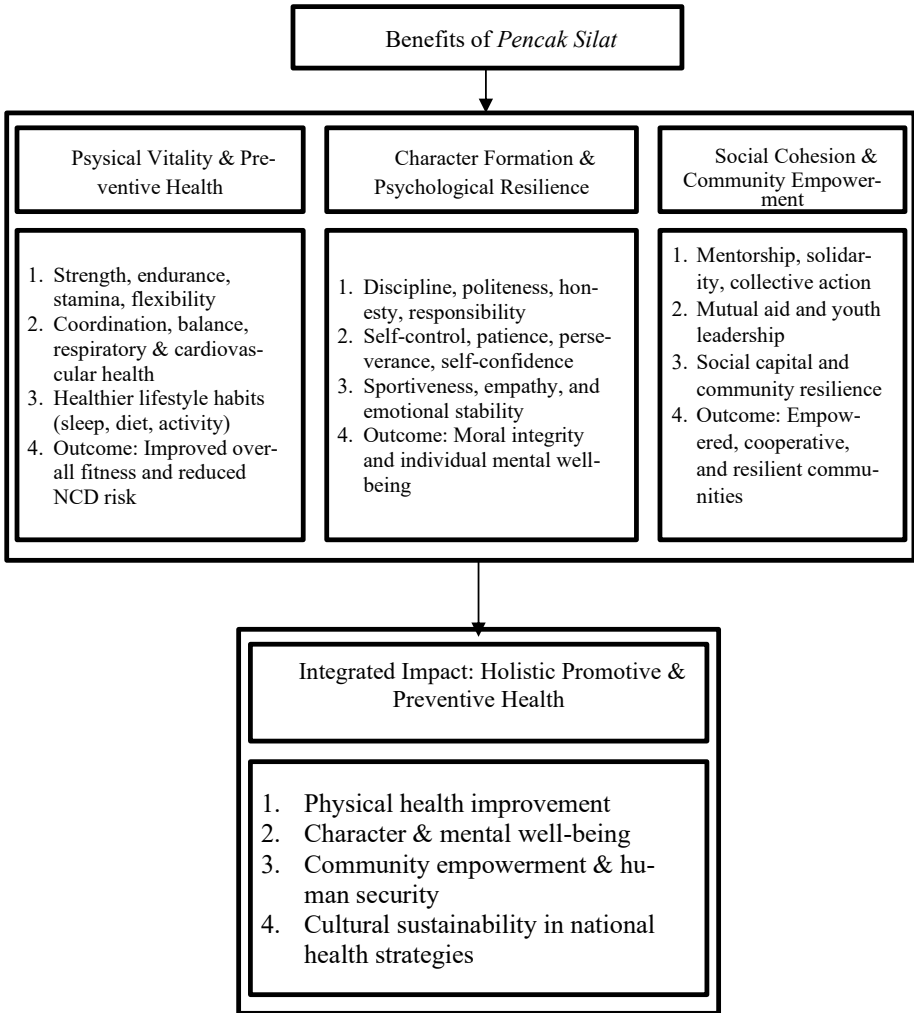 Benefits of Pencak Silat
Psysical Vitality & Pre-
ventive Health
1. Strength, endurance,
stamina, flexibility
2. Coordination, balance,
respiratory & cardiovas-
cular health
3. Healthier lifestyle habits
(sleep, diet, activity)
4. Outcome: Improved over-
all fitness and reduced
NCD risk
Character Formation &
Psychological Resilience
1. Discipline, politeness, hon-
esty, responsibility
2. Self-control, patience, perse-
verance, self-confidence
3. Sportiveness, empathy, and
emotional stability
4. Outcome: Moral integrity
and individual mental well-
being
Social Cohesion &
Community Empower-
ment
1. Mentorship, solidar-
ity, collective action
2. Mutual aid and youth
leadership
3. Social capital and
community resilience
4. Outcome: Empow-
ered, cooperative,
and resilient commu-
nities
Integrated Impact: Holistic Promotive &
Preventive Health
1. Physical health improvement
2. Character & mental well-being
3. Community empowerment & hu-
man security
4. Cultural sustainability in national
health strategies